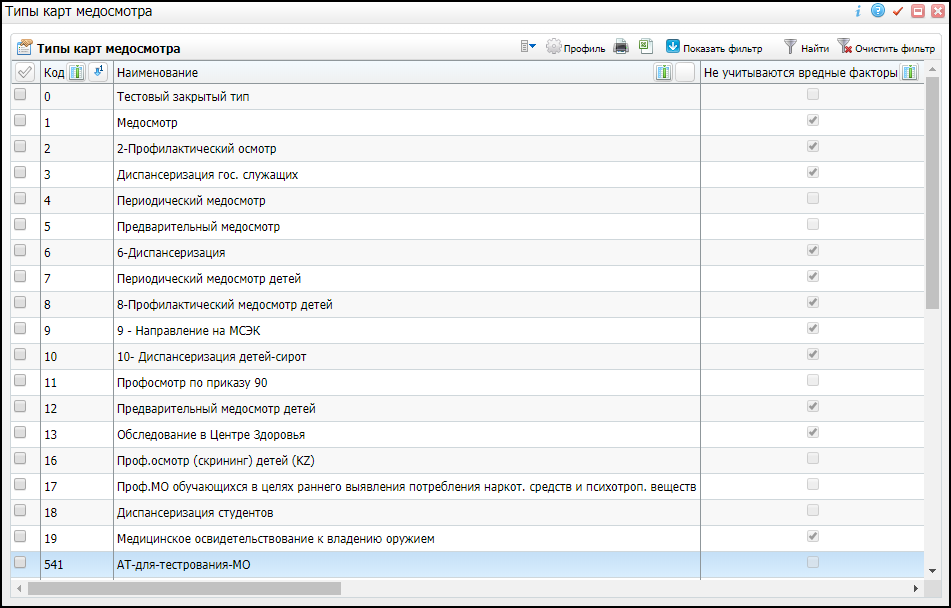 Типы карт медосмотра
Типы карт медосмотра Профиль Показать фильтр Найти Очистить фильтр
Код Наименование Не учитываются вредные факторы
0 Тестовый закрытый тип
1 Медосмотр
2 2-Профилактический осмотр
3 Диспансеризация гос. служащих
4 Периодический медосмотр
5 Предварительный медосмотр
6 6-Диспансеризация
7 Периодический медосмотр детей
8 8-Профилактический медосмотр детей
9 9 - Направление на МСЭК
10 10- Диспансеризация детей-сирот
11 Профосмотр по приказу 90
12 Предварительный медосмотр детей
13 Обследование в Центре Здоровья
16 Проф.осмотр (скрининг) детей (KZ)
17 Проф.МО обучающихся в целях раннего выявления потребления наркот. средств и психотроп. веществ
18 Диспансеризация студентов
19 Медицинское освидетельствование к владению оружием
541 АТ-для-тестрования-МО